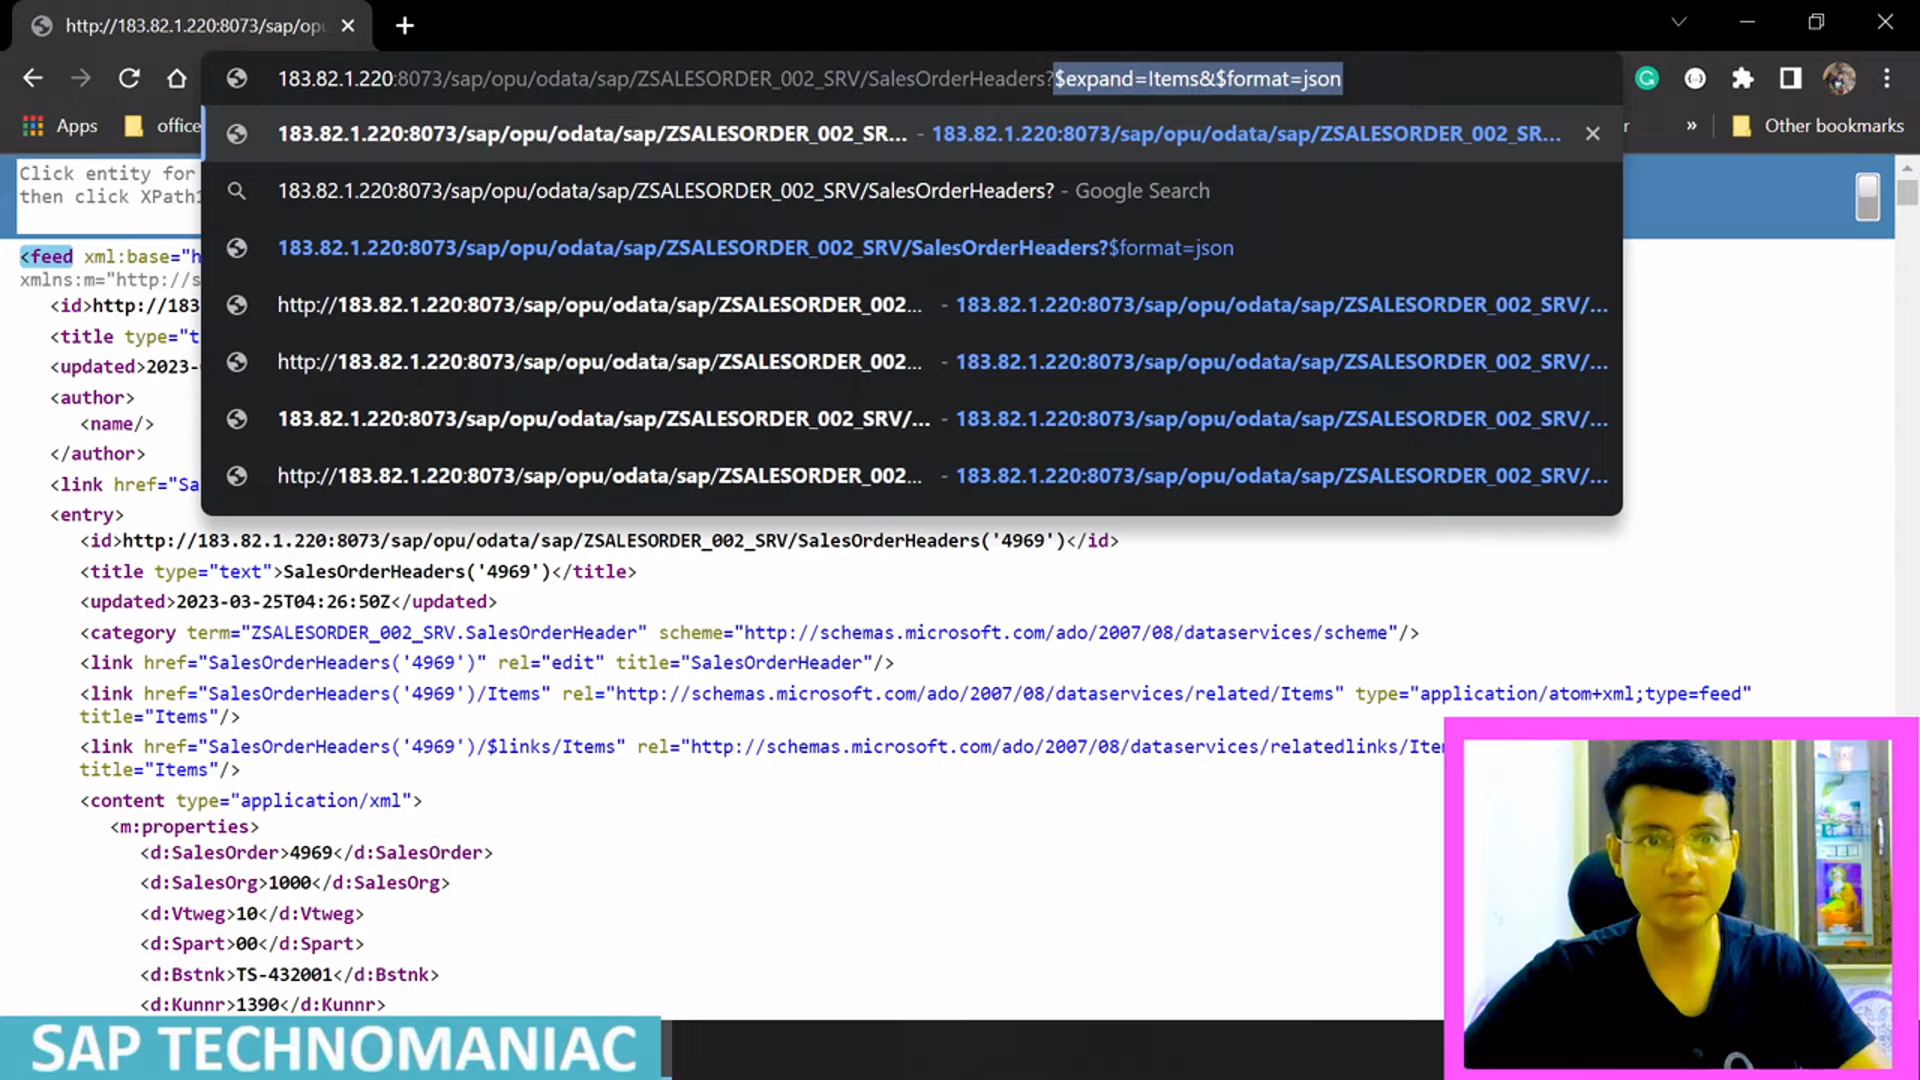 http://183.82.1.220:8073/sap/opu
183.82.1.220:8073/sap/opu/odata/sap/ZSALESORDER_002_SRV/SalesOrderHeaders?$expand=Items&$format=json
Apps
office
Other bookmarks
183.82.1.220:8073/sap/opu/odata/sap/ZSALESORDER_002_SR... - 183.82.1.220:8073/sap/opu/odata/sap/ZSALESORDER_002_SR...
183.82.1.220:8073/sap/opu/odata/sap/ZSALESORDER_002_SRV/SalesOrderHeaders? - Google Search
183.82.1.220:8073/sap/opu/odata/sap/ZSALESORDER_002_SRV/SalesOrderHeaders?$format=json
http://183.82.1.220:8073/sap/opu/odata/sap/ZSALESORDER_002... - 183.82.1.220:8073/sap/opu/odata/sap/ZSALESORDER_002_SRV/...
http://183.82.1.220:8073/sap/opu/odata/sap/ZSALESORDER_002... - 183.82.1.220:8073/sap/opu/odata/sap/ZSALESORDER_002_SRV/...
183.82.1.220:8073/sap/opu/odata/sap/ZSALESORDER_002_SRV/... - 183.82.1.220:8073/sap/opu/odata/sap/ZSALESORDER_002_SRV/...
http://183.82.1.220:8073/sap/opu/odata/sap/ZSALESORDER_002... - 183.82.1.220:8073/sap/opu/odata/sap/ZSALESORDER_002_SRV/...
Click entity for
then click XPath
<feed xml:base="h
xmlns:m="http://s
<id>http://183
<title type="t
<updated>2023-
<author>
<name/>
</author>
<link href="Sa
<entry>
<id>http://183.82.1.220:8073/sap/opu/odata/sap/ZSALESORDER_002_SRV/SalesOrderHeaders('4969')</id>
<title type="text">SalesOrderHeaders('4969')</title>
<updated>2023-03-25T04:26:50Z</updated>
<category term="ZSALESORDER_002_SRV.SalesOrderHeader" scheme="http://schemas.microsoft.com/ado/2007/08/dataservices/scheme"/>
<link href="SalesOrderHeaders('4969')" rel="edit" title="SalesOrderHeader"/>
<link href="SalesOrderHeaders('4969')/Items" rel="http://schemas.microsoft.com/ado/2007/08/dataservices/related/Items" type="application/atom+xml;type=feed"
title="Items"/>
<link href="SalesOrderHeaders('4969')/$links/Items" rel="http://schemas.microsoft.com/ado/2007/08/dataservices/relatedlinks/Ite
title="Items"/>
<content type="application/xml">
<m:properties>
<d:SalesOrder>4969</d:SalesOrder>
<d:SalesOrg>1000</d:SalesOrg>
<d:Vtweg>10</d:Vtweg>
<d:Spart>00</d:Spart>
<d:Bstnk>TS-432001</d:Bstnk>
<d:Kunnr>1390</d:Kunnr>
SAP TECHNOMANIAC